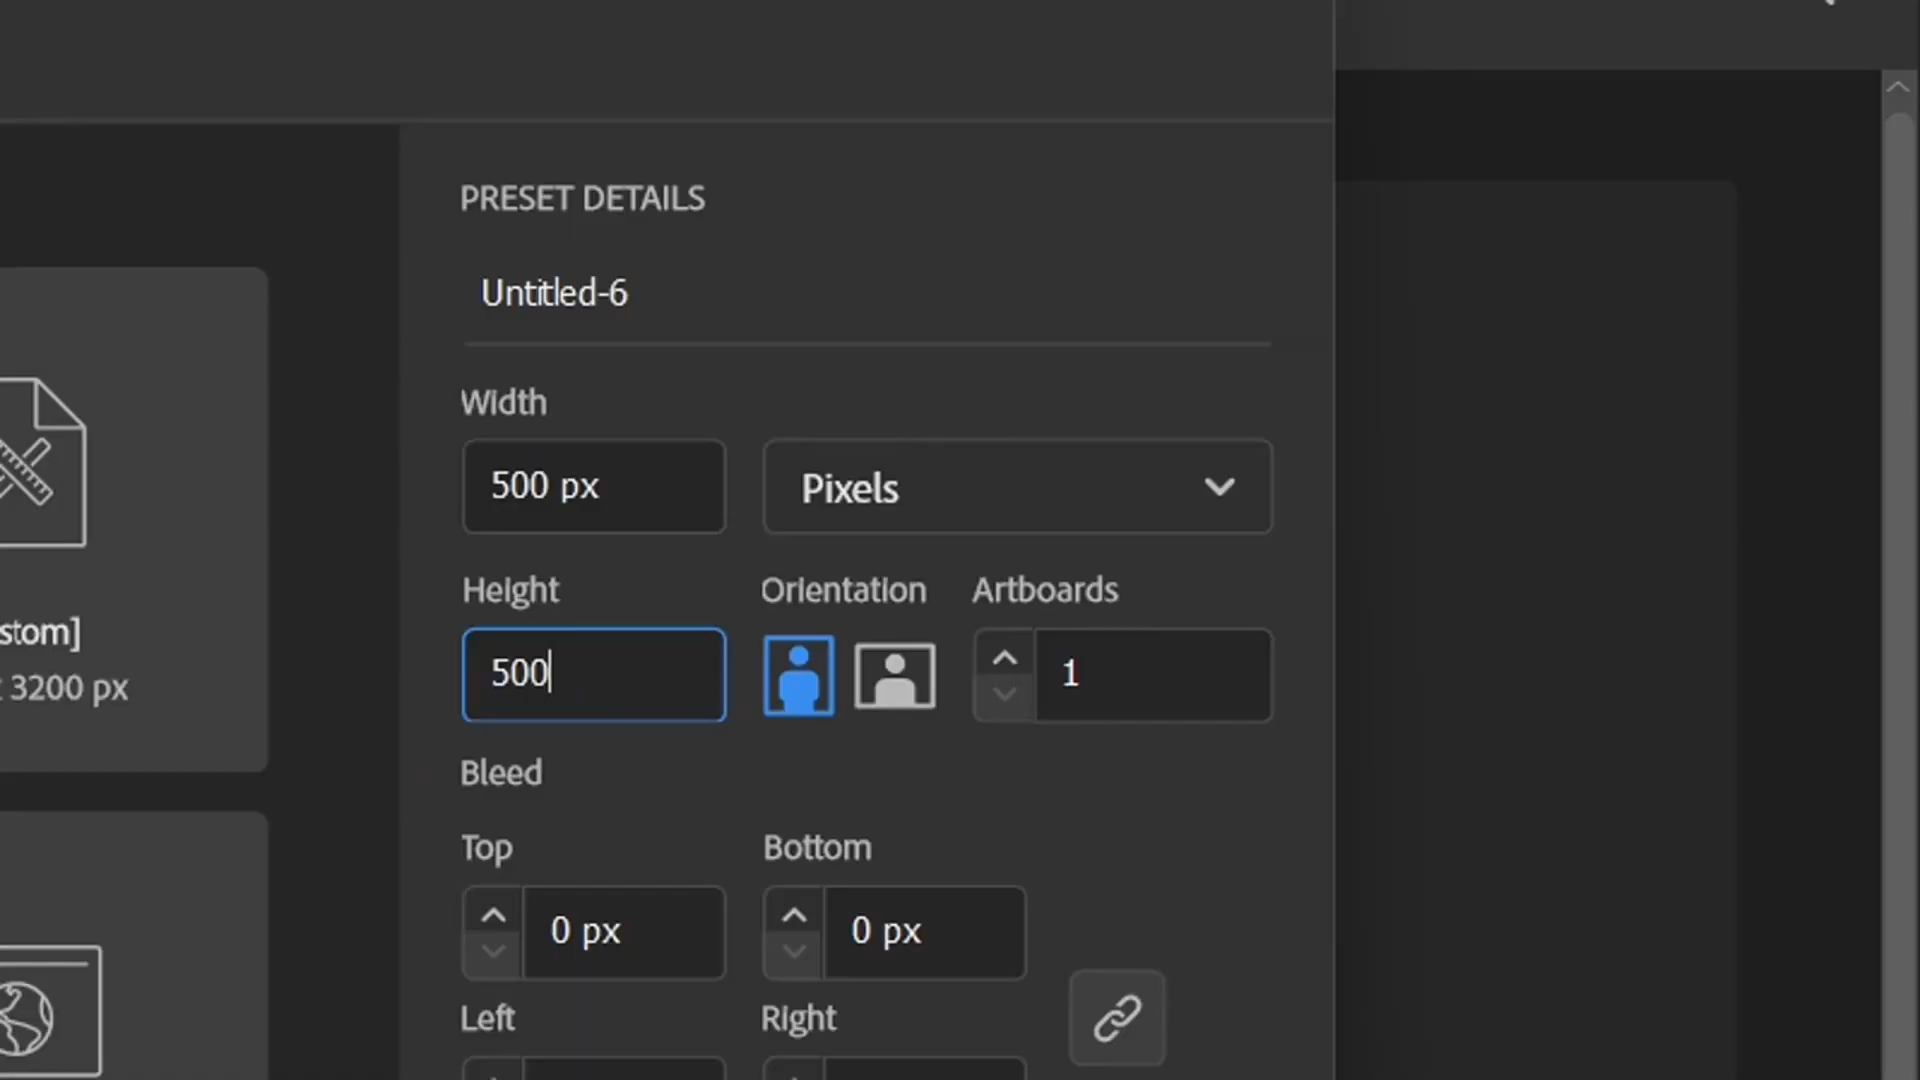 PRESET DETAILS
Untitled-6
Width
500 px
Pixels
Height
Orientation
Artboards
500
1
stom]
3200 px
Bleed
Top
Bottom
0 px
0 px
Left
Right